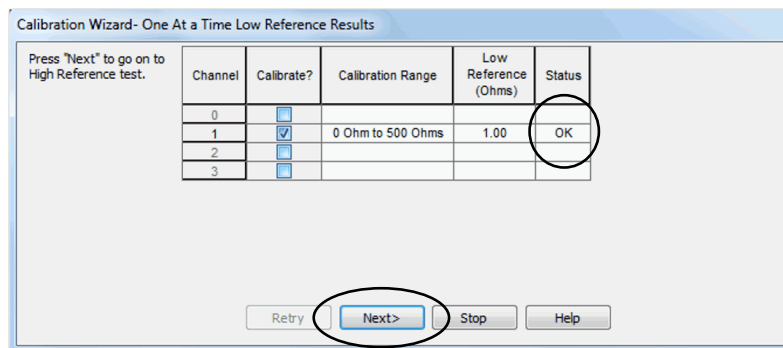 Calibration Wizard- One At a Time Low Reference Results
Press "Next" to go on to
High Reference test.
Channel Calibrate? Calibration Range Low Reference (Ohms) Status
0
1 0 Ohm to 500 Ohms 1.00 OK
2
3
Retry Next> Stop Help